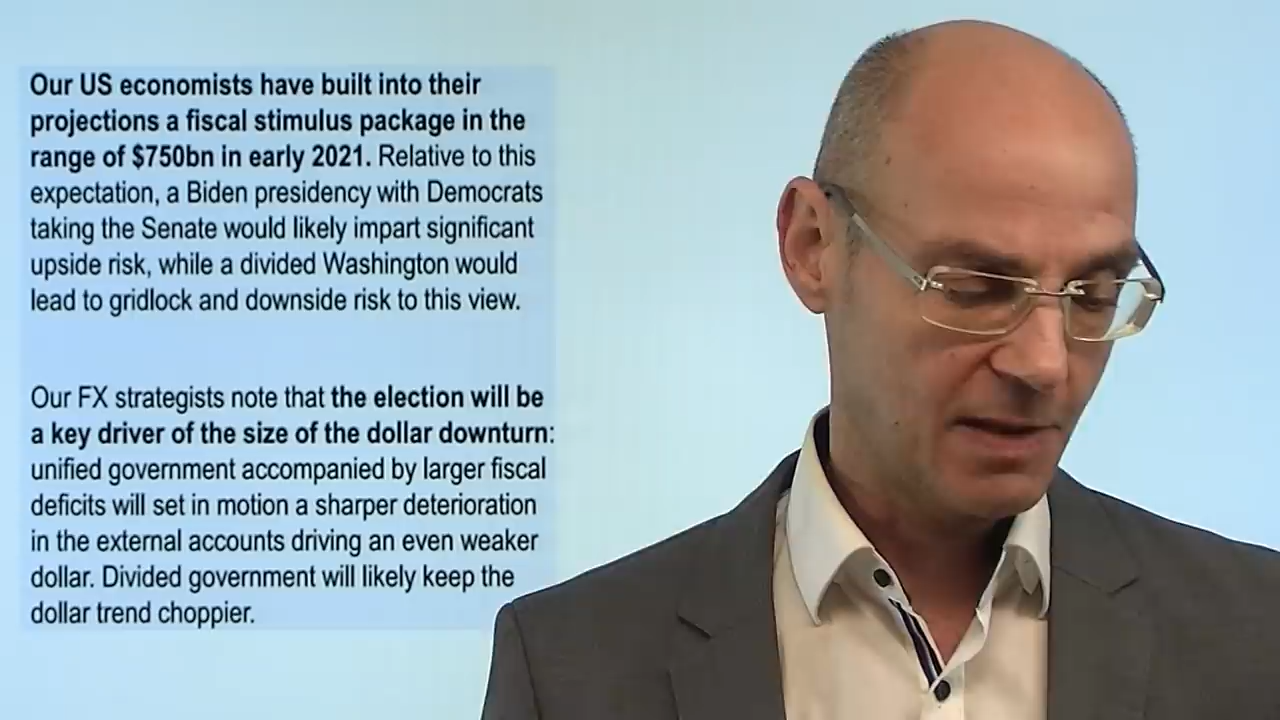 Our US economists have built into their
projections a fiscal stimulus package in the
range of $750bn in early 2021. Relative to this
expectation, a Biden presidency with Democrats
taking the Senate would likely impart significant
upside risk, while a divided Washington would
lead to gridlock and downside risk to this view.
Our FX strategists note that the election will be
a key driver of the size of the dollar downturn:
unified government accompanied by larger fiscal
deficits will set in motion a sharper deterioration
in the external accounts driving an even weaker
dollar. Divided government will likely keep the
dollar trend choppier.